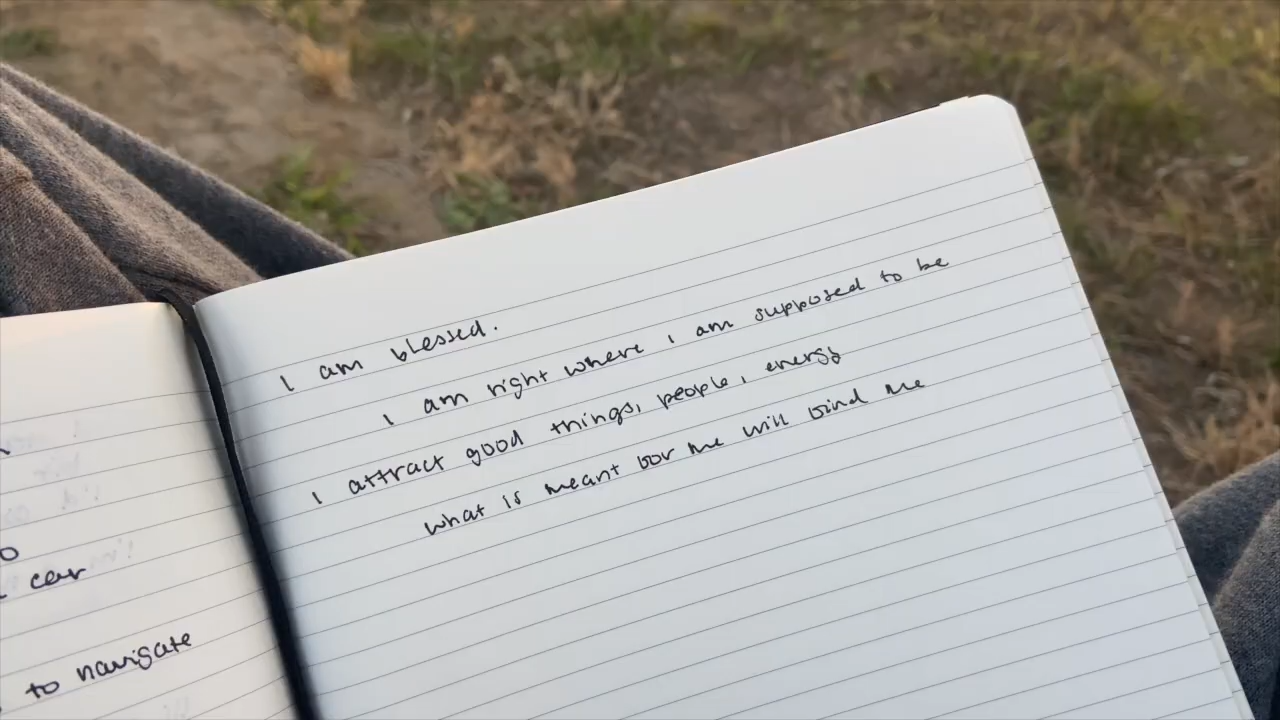 I am blessed.
I am right where I am supposed to be
I attract good things, people, energy
what is meant for me will find me
car
to navigate